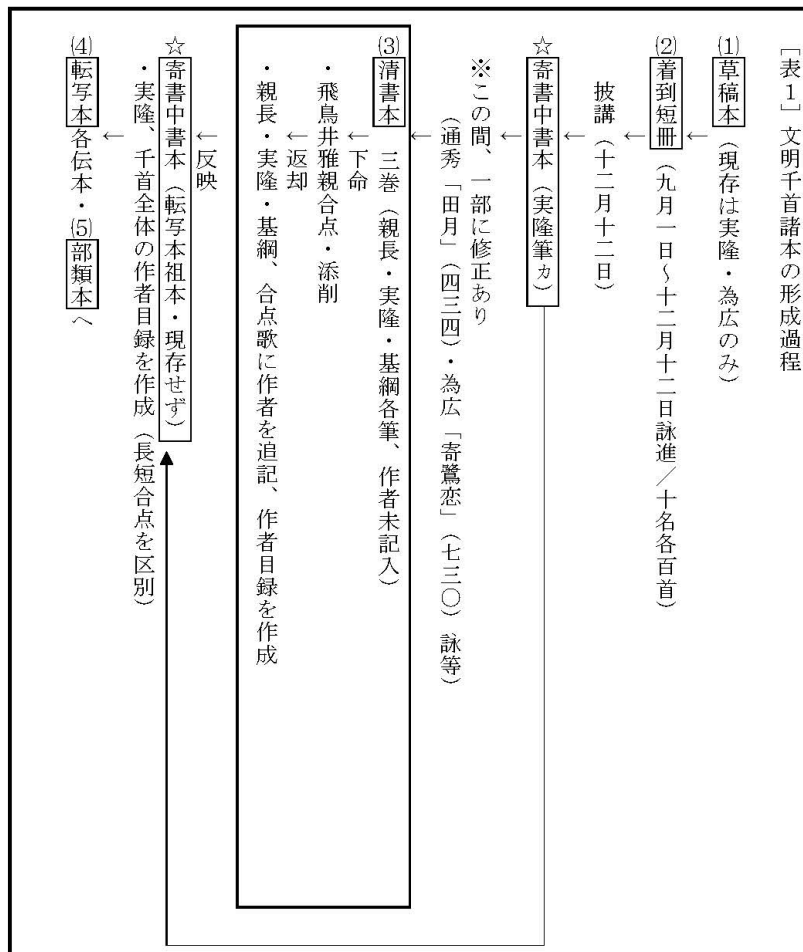 ［表１］文明千首諸本の形成過程
(1)草稿本（現存は実隆・為広のみ）
←
(2)着到短冊（九月一日～十二月十二日詠進／十名各百首）
←
披講（十二月十二日）
←
☆寄書中書本（実隆筆ヵ）
←
※この間、一部に修正あり
（通秀「田月」（四三四）・為広「寄鷺恋」（七三〇）詠等）
←
(3)清書本　三巻（親長・実隆・基綱各筆、作者未記入）
←下命
・飛鳥井雅親合点・添削
←返却
・親長・実隆・基綱、合点歌に作者を追記、作者目録を作成
←反映
☆寄書中書本（転写本祖本・現存せず）
・実隆、千首全体の作者目録を作成（長短合点を区別）
←
(4)転写本各伝本・(5)部類本へ